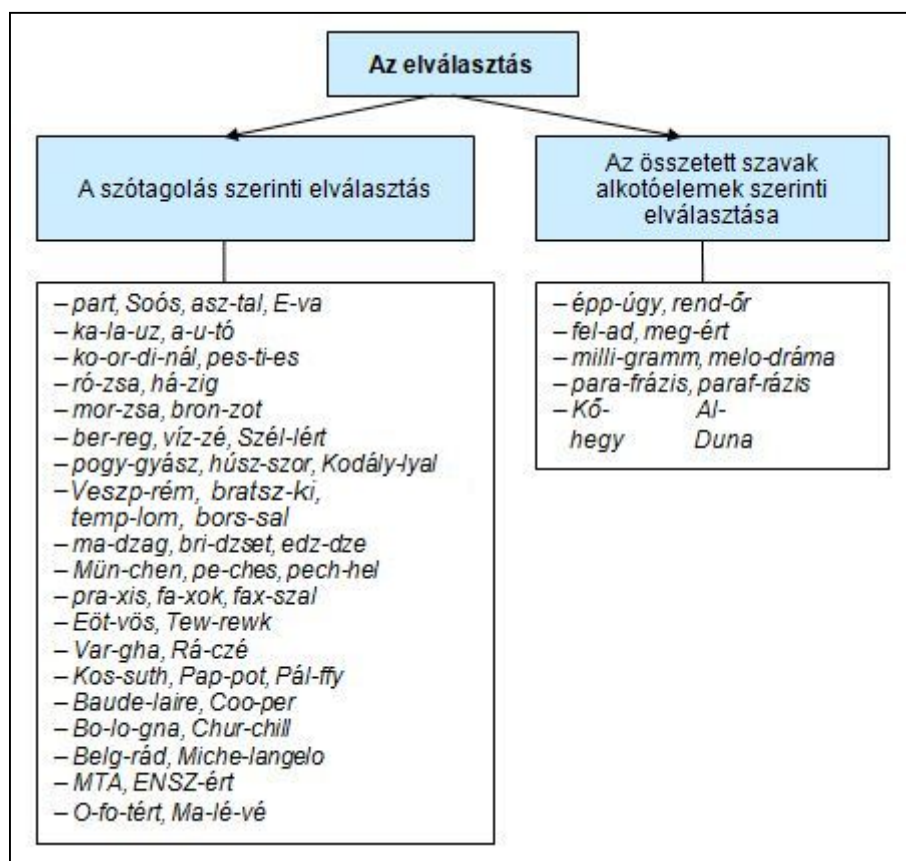 Az elválasztás
A szótagolás szerinti elválasztás
– part, Soós, asz-tal, E-va
– ka-la-uz, a-u-tó
– ko-or-di-nál, pes-ti-es
– ró-zsa, há-zig
– mor-zsa, bron-zot
– ber-reg, víz-zé, Szél-lért
– pogy-gyász, húsz-szor, Kodály-lyal
– Veszp-rém, bratsz-ki,
temp-lom, bors-sal
– ma-dzag, bri-dzset, edz-dze
– Mün-chen, pe-ches, pech-hel
– pra-xis, fa-xok, fax-szal
– Eöt-vös, Tew-rewk
– Var-gha, Rá-czé
– Kos-suth, Pap-pot, Pál-ffy
– Baude-laire, Coo-per
– Bo-lo-gna, Chur-chill
– Belg-rád, Miche-langelo
– MTA, ENSZ-ért
– O-fo-tért, Ma-lé-vé
Az összetett szavak
alkotóelemek szerinti
elválasztása
– épp-úgy, rend-őr
– fel-ad, meg-ért
– milli-gramm, melo-dráma
– para-frázis, paraf-rázis
– Kő- Al-
hegy Duna